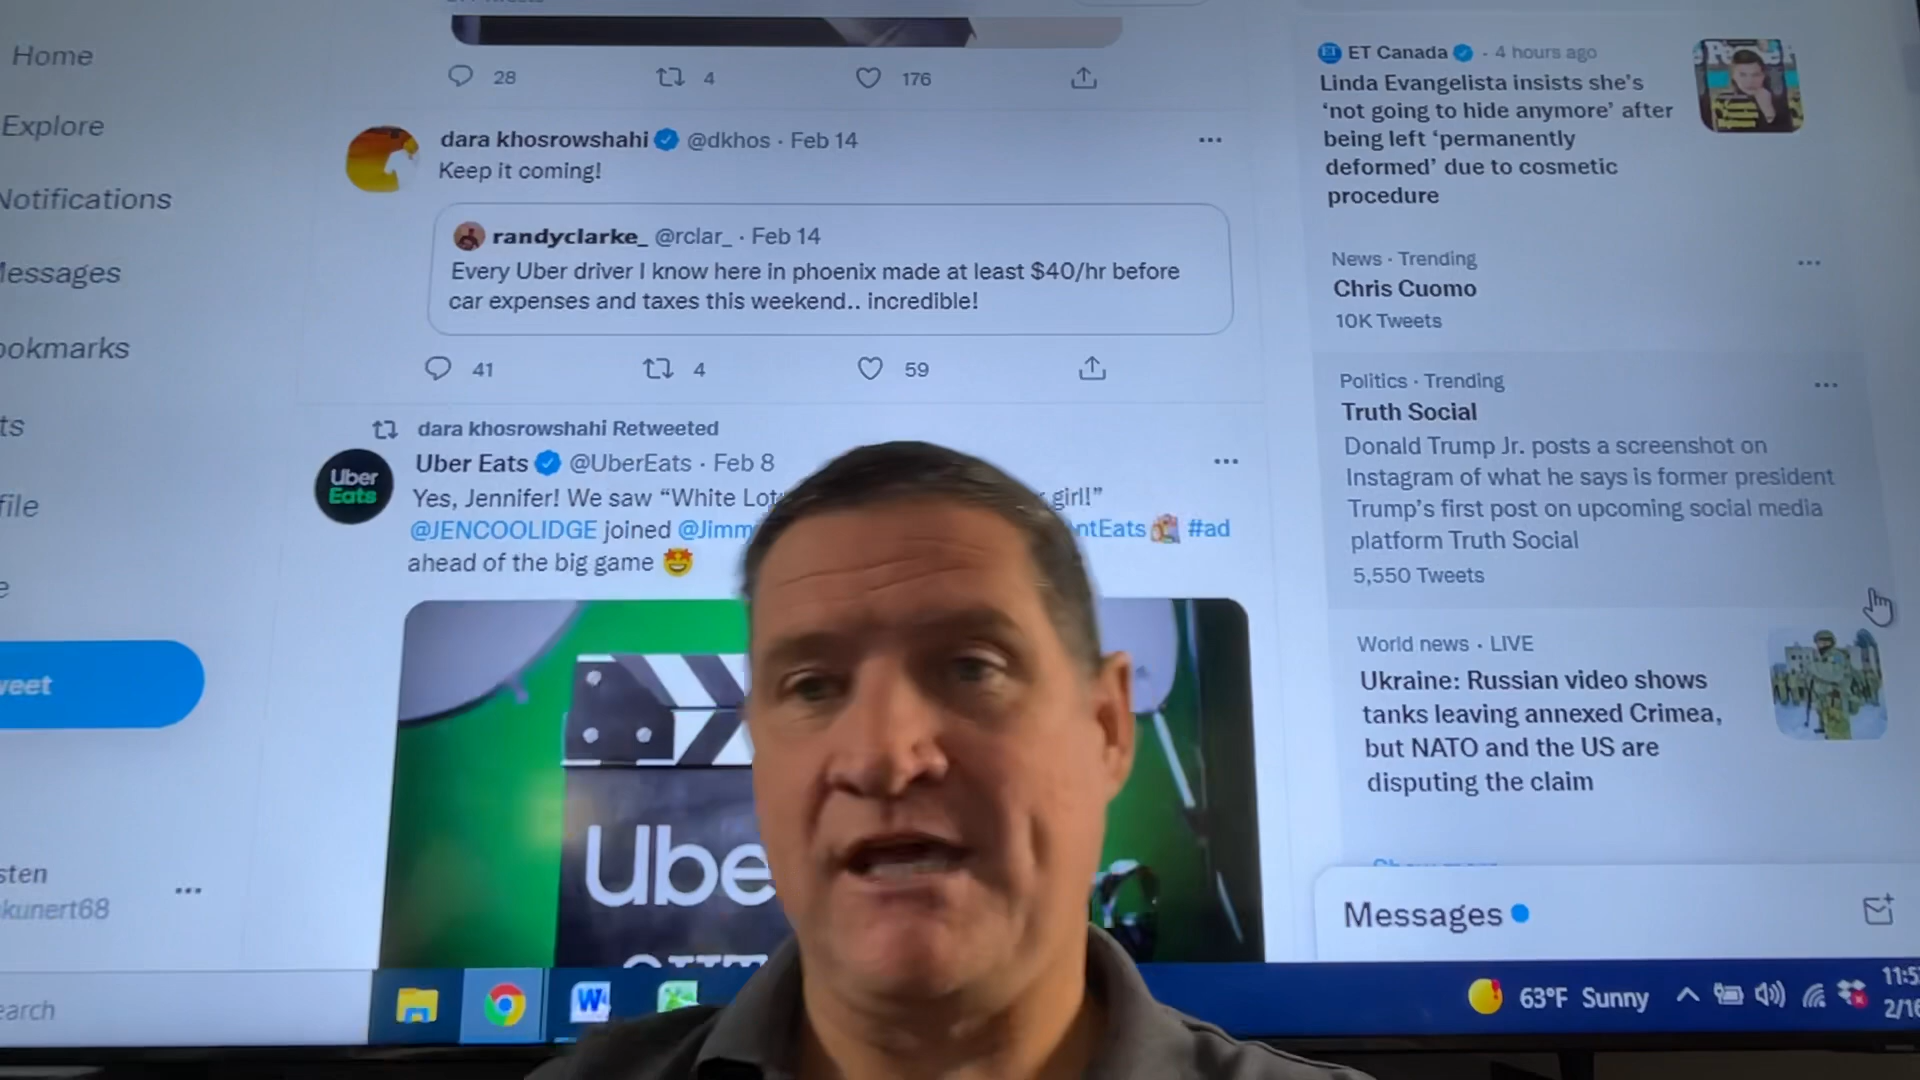 Home
Explore
Notifications
Messages
ookmarks
ts
file
e
weet
sten
kunert68
earch
28
4
176
dara khosrowshahi @dkhos · Feb 14
Keep it coming!
randyclarke_ @rclar_ · Feb 14
Every Uber driver I know here in phoenix made at least $40/hr before
car expenses and taxes this weekend.. incredible!
41
4
59
dara khosrowshahi Retweeted
Uber Eats @UberEats · Feb 8
Uber
Eats
Yes, Jennifer! We saw “White Lot girl!”
@JENCOOLIDGE joined @Jimm ntEats #ad
ahead of the big game
Ube
ET Canada · 4 hours ago
Linda Evangelista insists she’s
‘not going to hide anymore’ after
being left ‘permanently
deformed’ due to cosmetic
procedure
News · Trending
Chris Cuomo
10K Tweets
Politics · Trending
Truth Social
Donald Trump Jr. posts a screenshot on
Instagram of what he says is former president
Trump’s first post on upcoming social media
platform Truth Social
5,550 Tweets
World news · LIVE
Ukraine: Russian video shows
tanks leaving annexed Crimea,
but NATO and the US are
disputing the claim
Messages
W
63°F Sunny
11:5
2/16